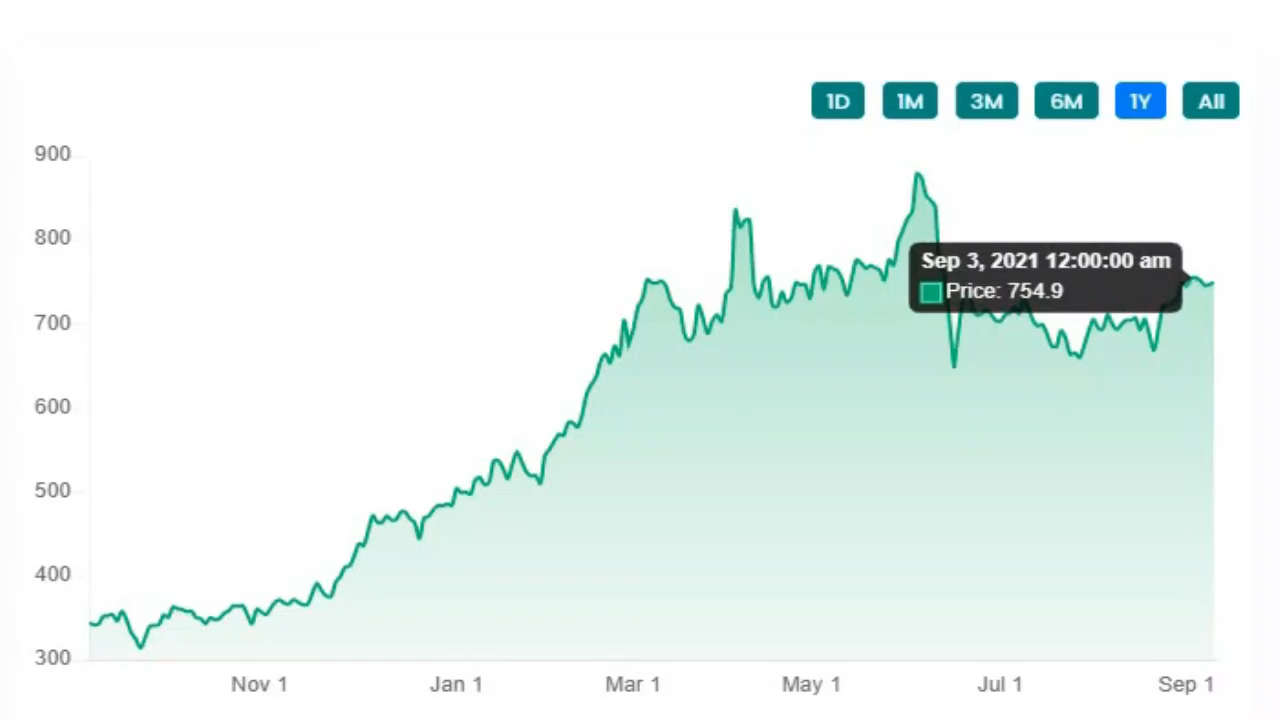 1D 1M 3M 6M 1Y All
900
800
Sep 3, 2021 12:00:00 am
Price: 754.9
700
600
500
400
300
Nov 1 Jan 1 Mar 1 May 1 Jul 1 Sep 1